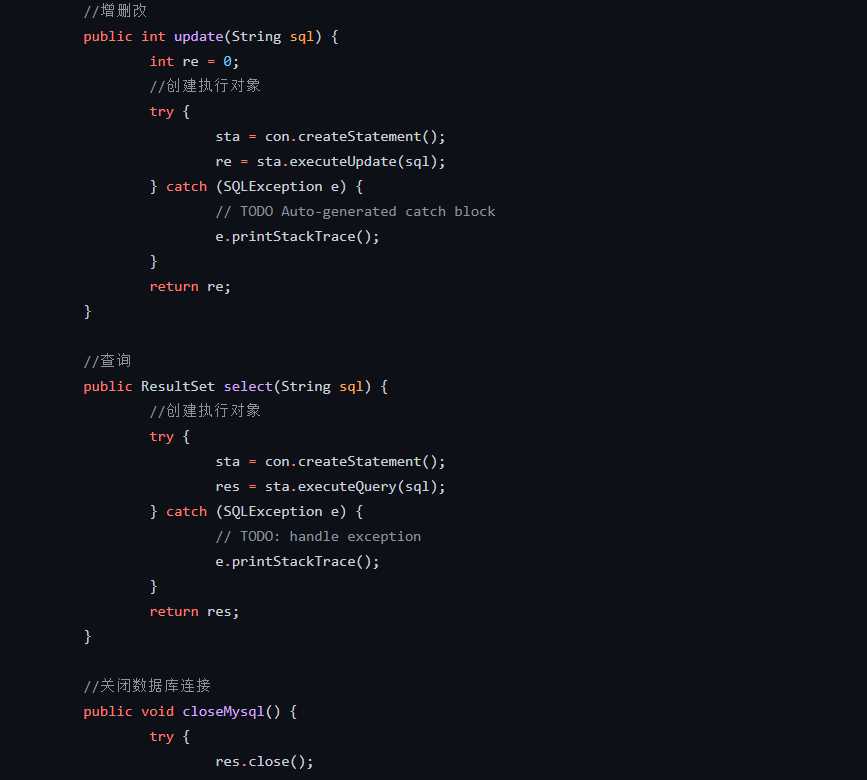 //增删改
public int update(String sql) {
int re = 0;
//创建执行对象
try {
sta = con.createStatement();
re = sta.executeUpdate(sql);
} catch (SQLException e) {
// TODO Auto-generated catch block
e.printStackTrace();
}
return re;
}
//查询
public ResultSet select(String sql) {
//创建执行对象
try {
sta = con.createStatement();
res = sta.executeQuery(sql);
} catch (SQLException e) {
// TODO: handle exception
e.printStackTrace();
}
return res;
}
//关闭数据库连接
public void closeMysql() {
try {
res.close();